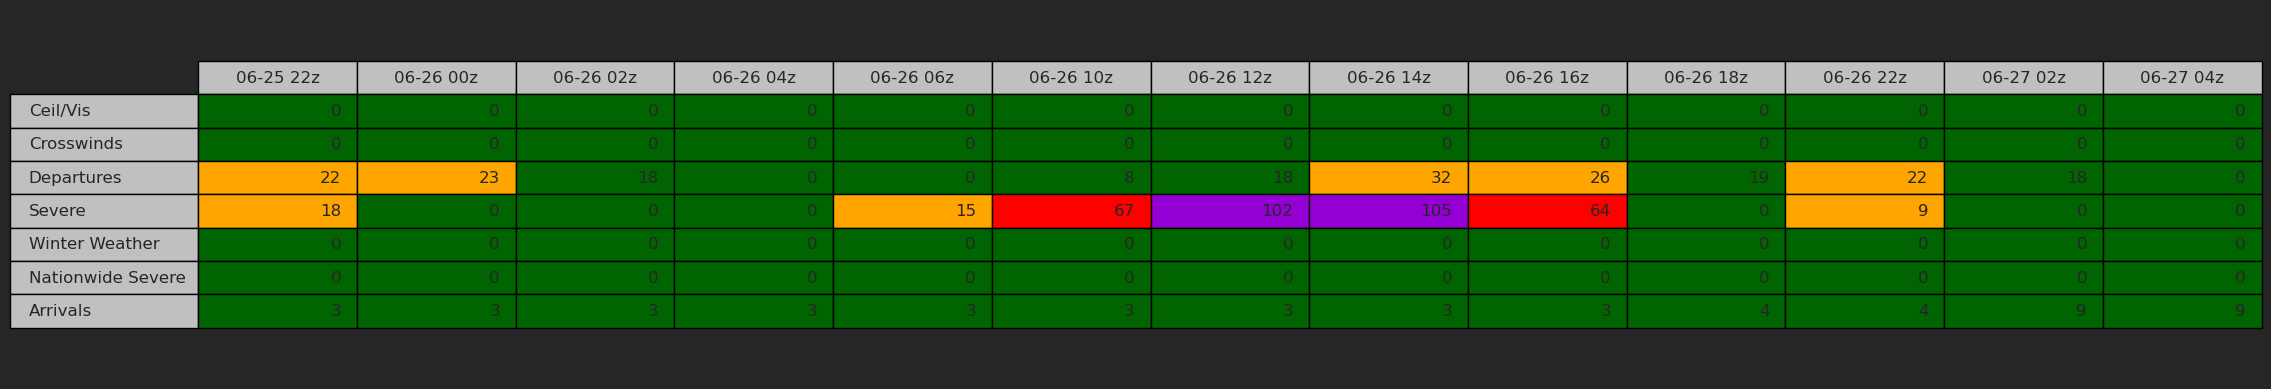 06-25 22z 06-26 00z 06-26 02z 06-26 04z 06-26 06z 06-26 10z 06-26 12z 06-26 14z 06-26 16z 06-26 18z 06-26 22z 06-27 02z 06-27 04z
Ceil/Vis 0 0 0 0 0 0 0 0 0 0 0 0 0
Crosswinds 0 0 0 0 0 0 0 0 0 0 0 0 0
Departures 22 23 18 0 0 8 18 32 26 19 22 18 0
Severe 18 0 0 0 15 67 102 105 64 0 9 0 0
Winter Weather 0 0 0 0 0 0 0 0 0 0 0 0 0
Nationwide Severe 0 0 0 0 0 0 0 0 0 0 0 0 0
Arrivals 3 3 3 3 3 3 3 3 3 4 4 9 9